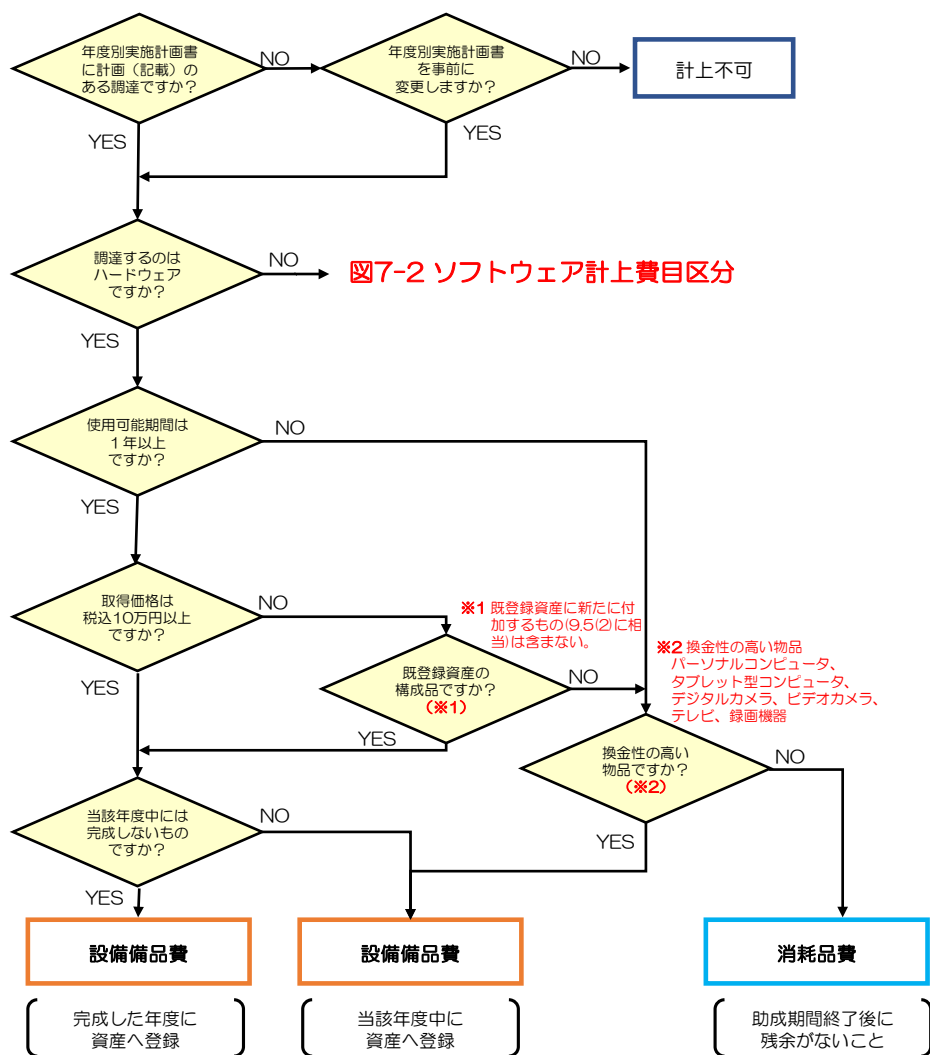 年度別実施計画書
に計画（記載）の
ある調達ですか？
NO
年度別実施計画書
を事前に
変更しますか？
NO
計上不可
YES
YES
調達するのは
ハードウェア
ですか？
NO
図7-2 ソフトウェア計上費目区分
YES
使用可能期間は
１年以上
ですか？
NO
YES
取得価格は
税込10万円以上
ですか？
NO
※1 既登録資産に新たに付
加するもの(9.5(2)に相
当)は含まない。
既登録資産の
構成品ですか？
（※1）
NO
※2 換金性の高い物品
パーソナルコンピュータ、
タブレット型コンピュータ、
デジタルカメラ、ビデオカメラ、
テレビ、録画機器
YES
YES
換金性の高い
物品ですか？
（※2）
NO
当該年度中には
完成しないもの
ですか？
NO
YES
YES
設備備品費
設備備品費
消耗品費
完成した年度に
資産へ登録
当該年度中に
資産へ登録
助成期間終了後に
残余がないこと